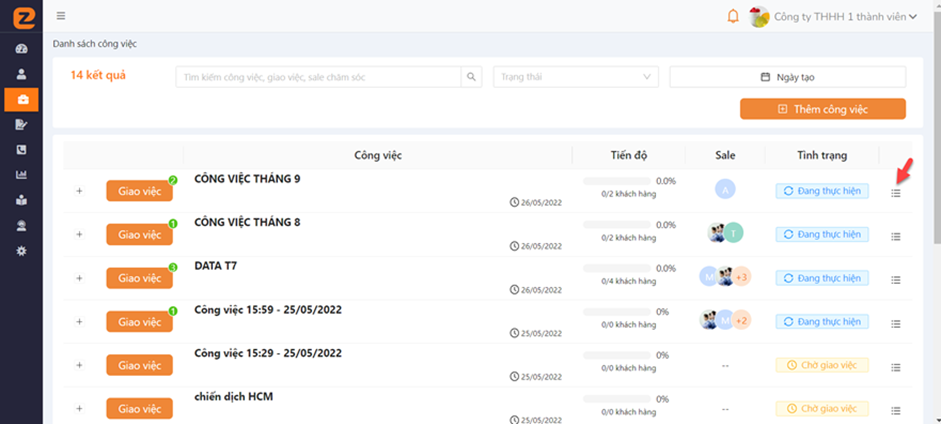 Công ty THHH 1 thành viên
Danh sách công việc
14 kết quả
Tìm kiếm công việc, giao việc, sale chăm sóc
Trạng thái
Ngày tạo
Thêm công việc
Công việc Tiến độ Sale Tình trạng
Giao việc 2 CÔNG VIỆC THÁNG 9 26/05/2022 0.0% 0/2 khách hàng A Đang thực hiện
Giao việc 1 CÔNG VIỆC THÁNG 8 26/05/2022 0.0% 0/2 khách hàng T Đang thực hiện
Giao việc 3 DATA T7 26/05/2022 0.0% 0/4 khách hàng M +3 Đang thực hiện
Giao việc 1 Công việc 15:59 - 25/05/2022 25/05/2022 0% 0/0 khách hàng M +2 Đang thực hiện
Giao việc Công việc 15:29 - 25/05/2022 25/05/2022 0% 0/0 khách hàng -- Chờ giao việc
Giao việc chiến dịch HCM 25/05/2022 0% 0/0 khách hàng -- Chờ giao việc